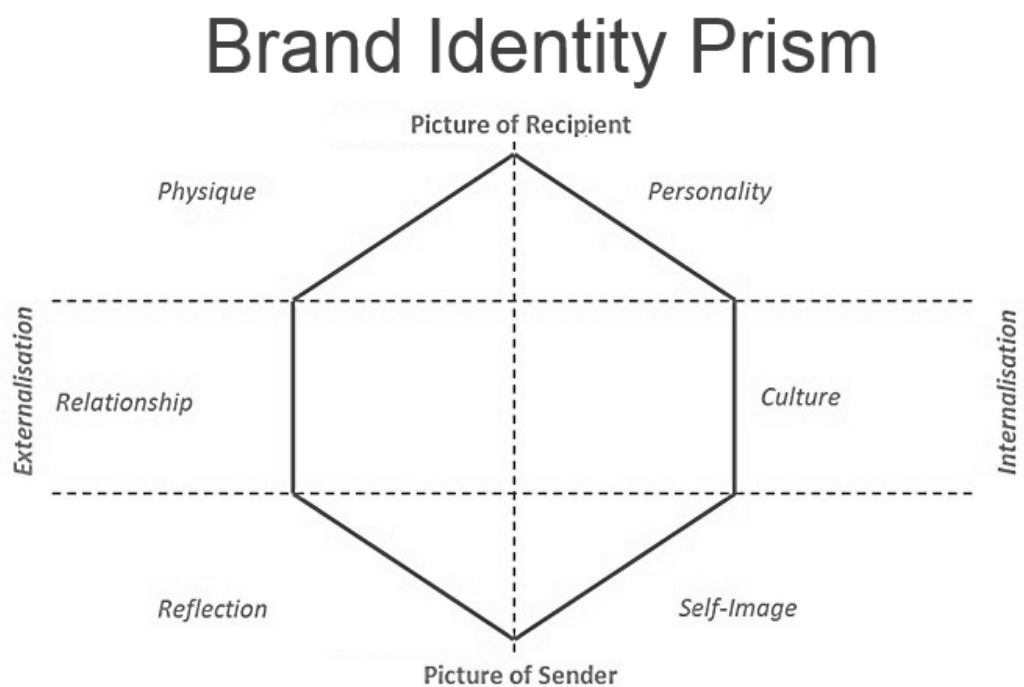 Brand Identity Prism
Picture of Recipient
Physique
Personality
Externalisation
Relationship
Culture
Internalisation
Reflection
Self-Image
Picture of Sender